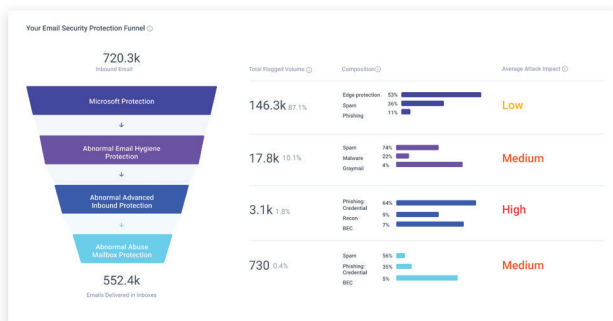 Your Email Security Protection Funnel
720.3k
Inbound Email
Total Flagged Volume
Composition
Average Attack Impact
Microsoft Protection
146.3k 87.1%
Edge protection 53%
Spam 36%
Phishing 11%
Low
Abnormal Email Hygiene
Protection
17.8k 10.1%
Spam 74%
Malware 22%
Graymail 4%
Medium
Abnormal Advanced
Inbound Protection
3.1k 1.8%
Phishing: 64%
Credential
Recon 9%
BEC 7%
High
Abnormal Abuse
Mailbox Protection
730 0.4%
Spam 56%
Phishing: 35%
Credential
BEC 5%
Medium
552.4k
Emails Delivered in Inboxes